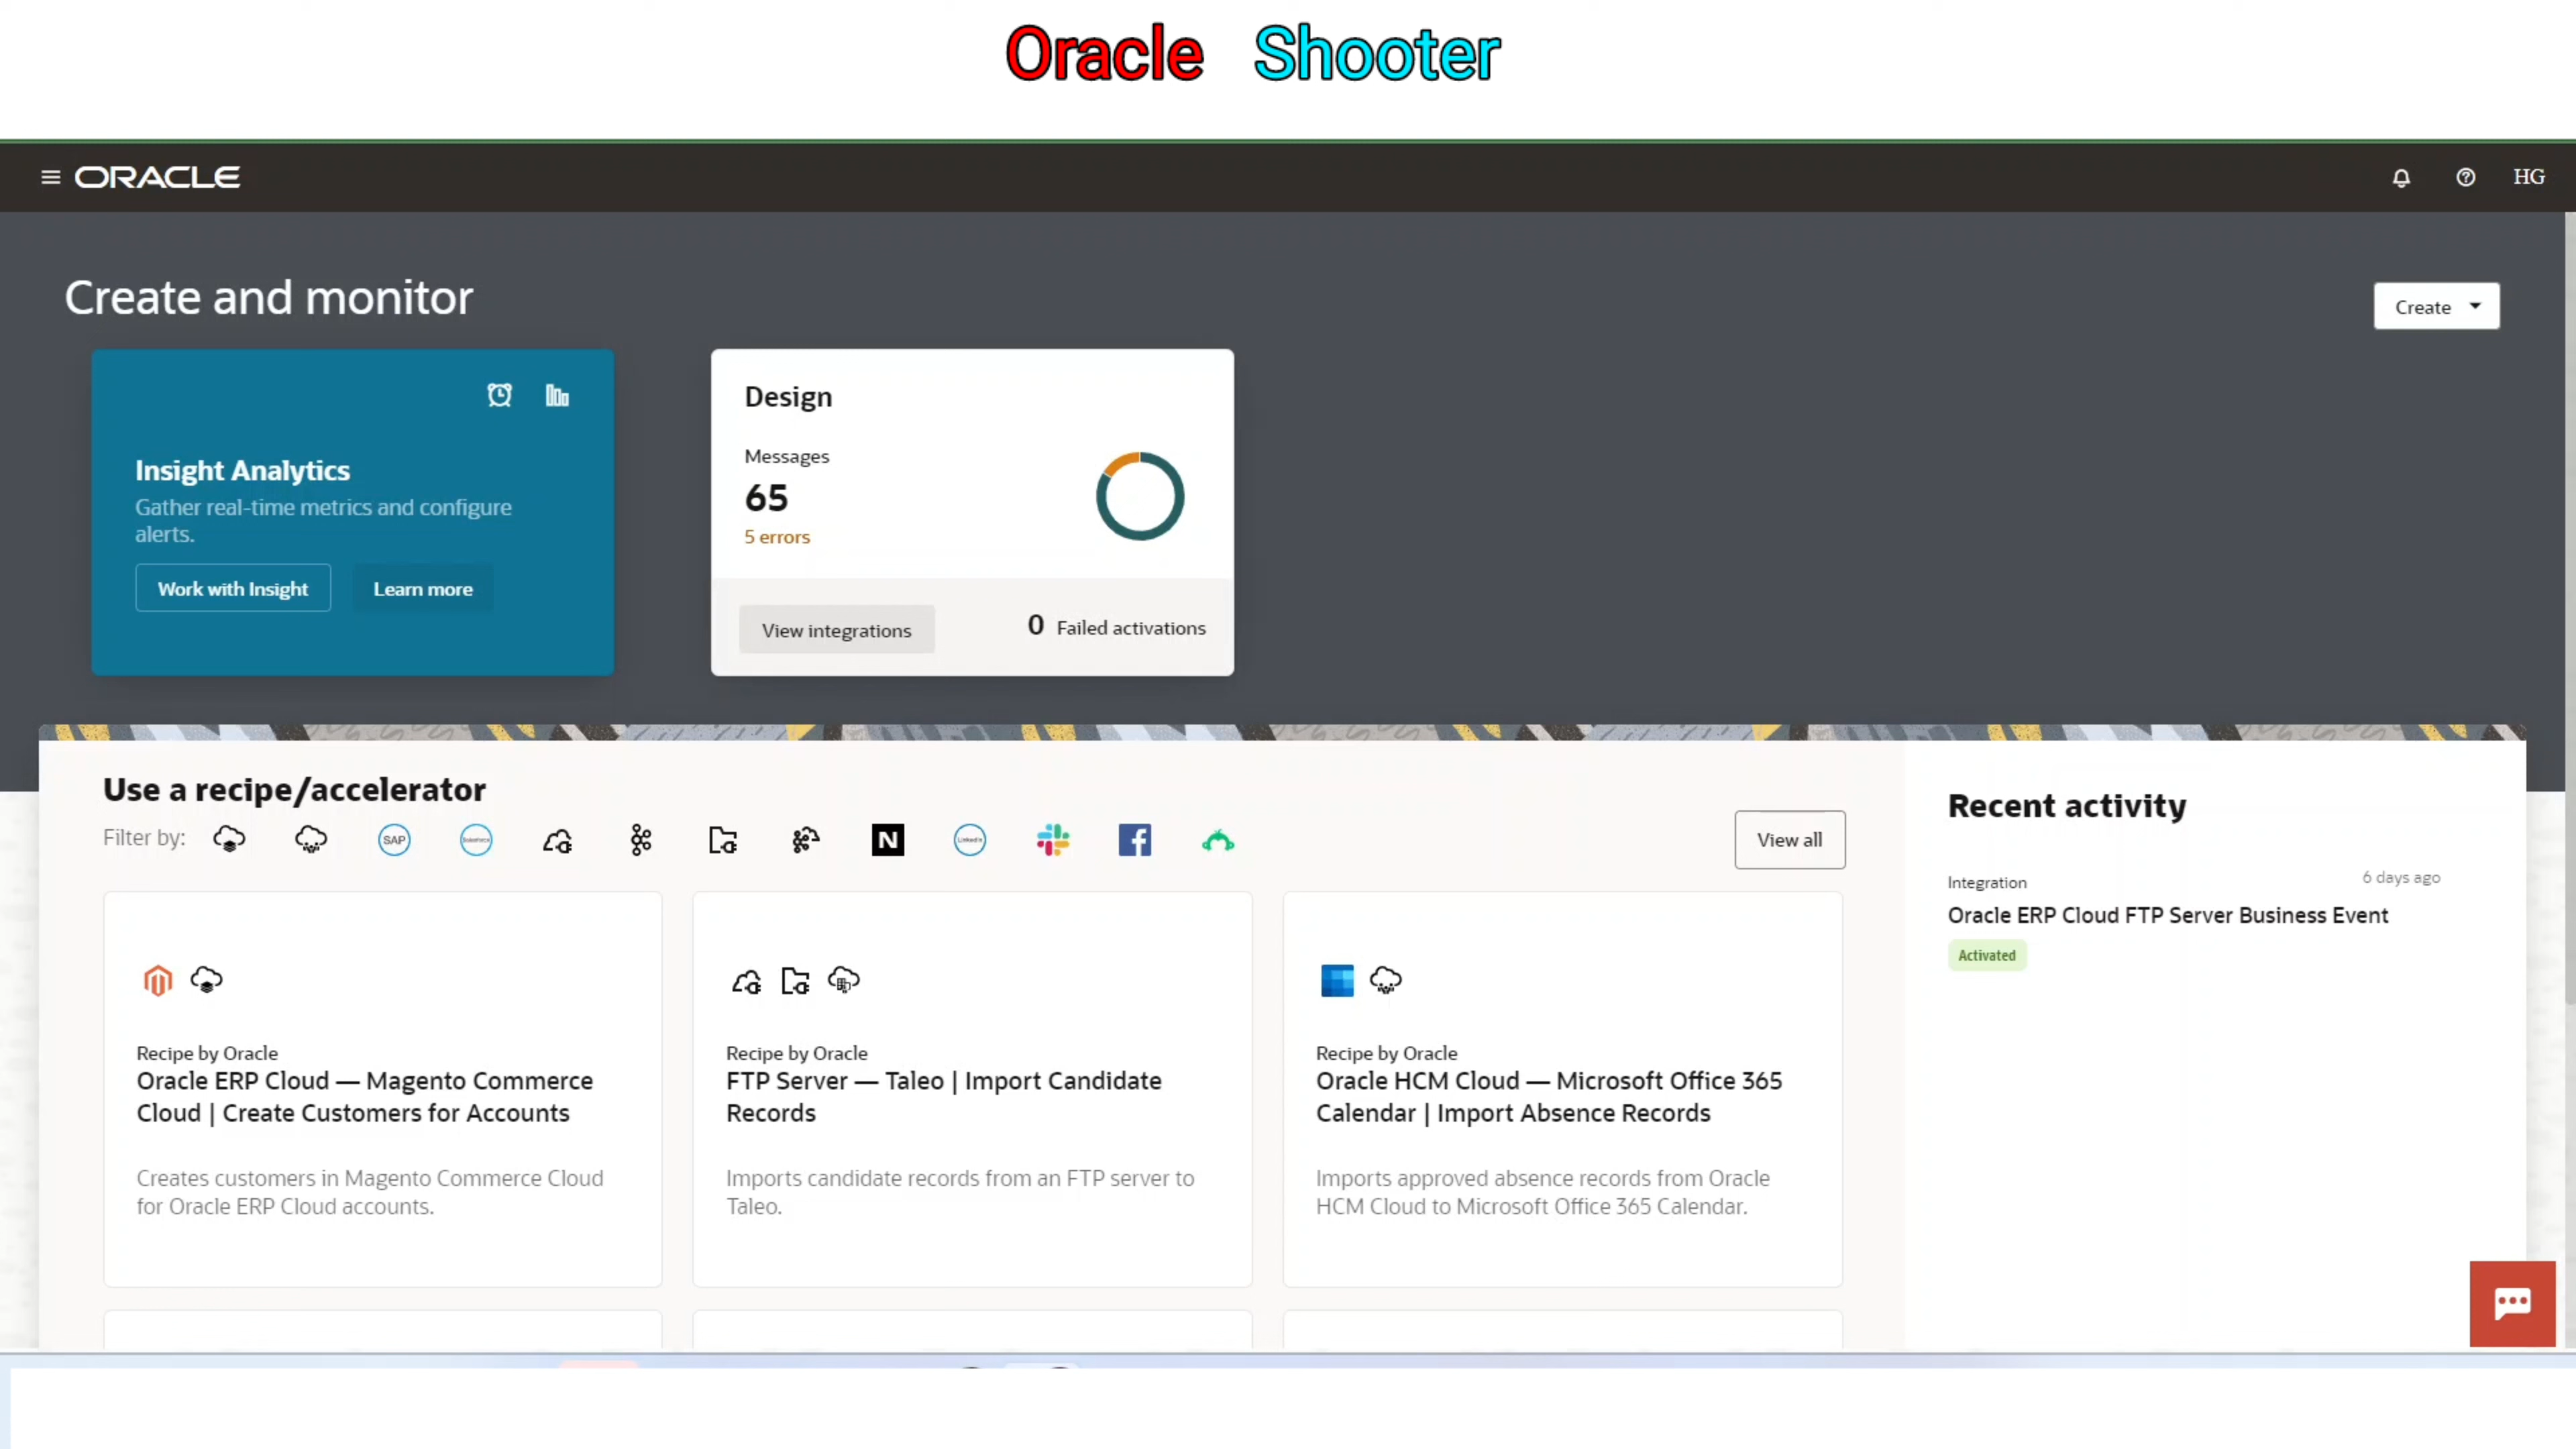 Oracle Shooter
ORACLE
HG
Create and monitor
Create
Insight Analytics
Gather real-time metrics and configure
alerts.
Work with Insight
Learn more
Design
Messages
65
5 errors
View integrations
0 Failed activations
Use a recipe/accelerator
Filter by:
SAP
N
View all
Recipe by Oracle
Oracle ERP Cloud — Magento Commerce
Cloud | Create Customers for Accounts
Creates customers in Magento Commerce Cloud
for Oracle ERP Cloud accounts.
Recipe by Oracle
FTP Server — Taleo | Import Candidate
Records
Imports candidate records from an FTP server to
Taleo.
Recipe by Oracle
Oracle HCM Cloud — Microsoft Office 365
Calendar | Import Absence Records
Imports approved absence records from Oracle
HCM Cloud to Microsoft Office 365 Calendar.
Recent activity
Integration
6 days ago
Oracle ERP Cloud FTP Server Business Event
Activated